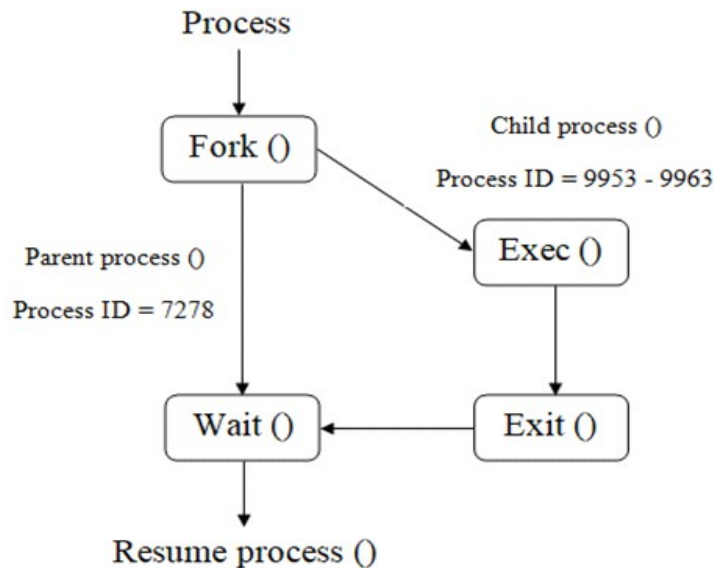 Process
Fork ()
Child process ()
Process ID = 9953 - 9963
Exec ()
Parent process ()
Process ID = 7278
Wait ()
Exit ()
Resume process ()